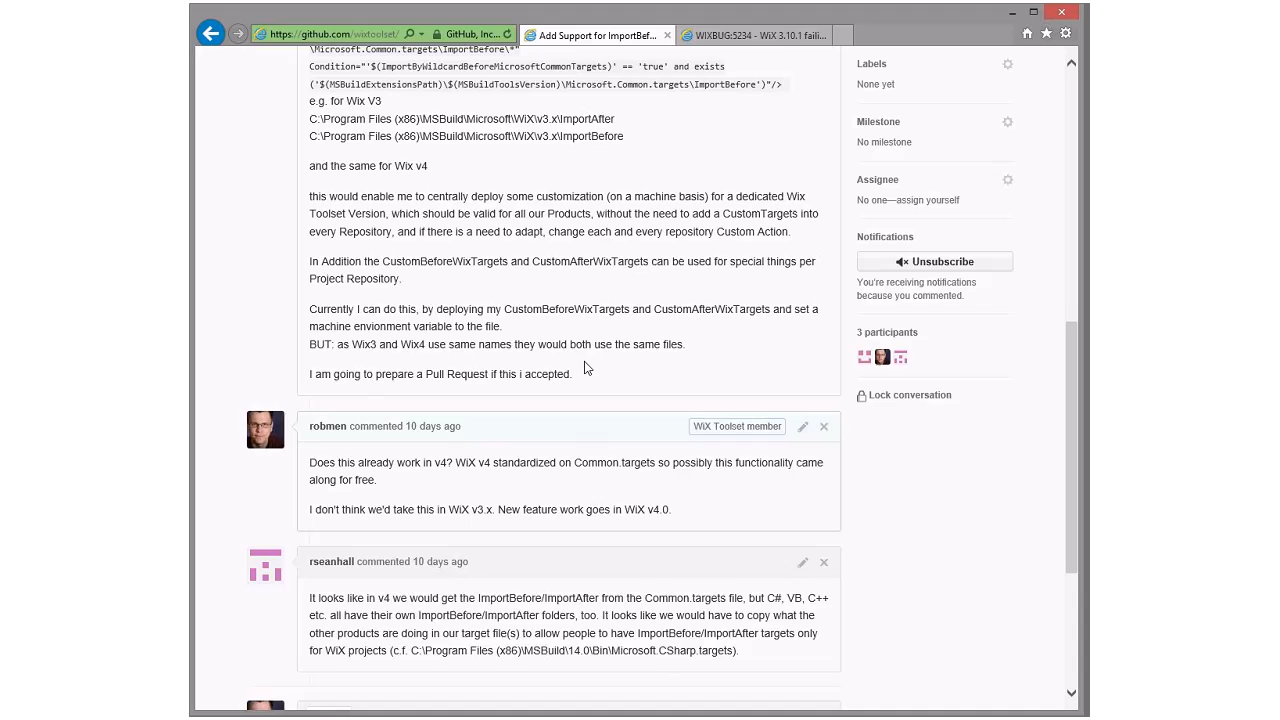 https://github.com/wixtoolset/
GitHub, Inc.
Add Support for ImportBef...
WIXBUG:5234 - WiX 3.10.1 faili...
\Microsoft.Common.targets\ImportBefore\*"
Condition="'$(ImportByWildcardBeforeMicrosoftCommonTargets)' == 'true' and exists
('$(MSBuildExtensionsPath)\$(MSBuildToolsVersion)\Microsoft.Common.targets\ImportBefore')"/>
e.g. for Wix V3
C:\Program Files (x86)\MSBuild\Microsoft\WiX\v3.x\ImportAfter
C:\Program Files (x86)\MSBuild\Microsoft\WiX\v3.x\ImportBefore
and the same for Wix v4
this would enable me to centrally deploy some customization (on a machine basis) for a dedicated Wix
Toolset Version, which should be valid for all our Products, without the need to add a CustomTargets into
every Repository, and if there is a need to adapt, change each and every repository Custom Action.
In Addition the CustomBeforeWixTargets and CustomAfterWixTargets can be used for special things per
Project Repository.
Currently I can do this, by deploying my CustomBeforeWixTargets and CustomAfterWixTargets and set a
machine envionment variable to the file.
BUT: as Wix3 and Wix4 use same names they would both use the same files.
I am going to prepare a Pull Request if this i accepted.
robmen commented 10 days ago
WiX Toolset member
Does this already work in v4? WiX v4 standardized on Common.targets so possibly this functionality came
along for free.
I don't think we'd take this in WiX v3.x. New feature work goes in WiX v4.0.
rseanhall commented 10 days ago
It looks like in v4 we would get the ImportBefore/ImportAfter from the Common.targets file, but C#, VB, C++
etc. all have their own ImportBefore/ImportAfter folders, too. It looks like we would have to copy what the
other products are doing in our target file(s) to allow people to have ImportBefore/ImportAfter targets only
for WiX projects (c.f. C:\Program Files (x86)\MSBuild\14.0\Bin\Microsoft.CSharp.targets).
Labels
None yet
Milestone
No milestone
Assignee
No one—assign yourself
Notifications
Unsubscribe
You're receiving notifications
because you commented.
3 participants
Lock conversation